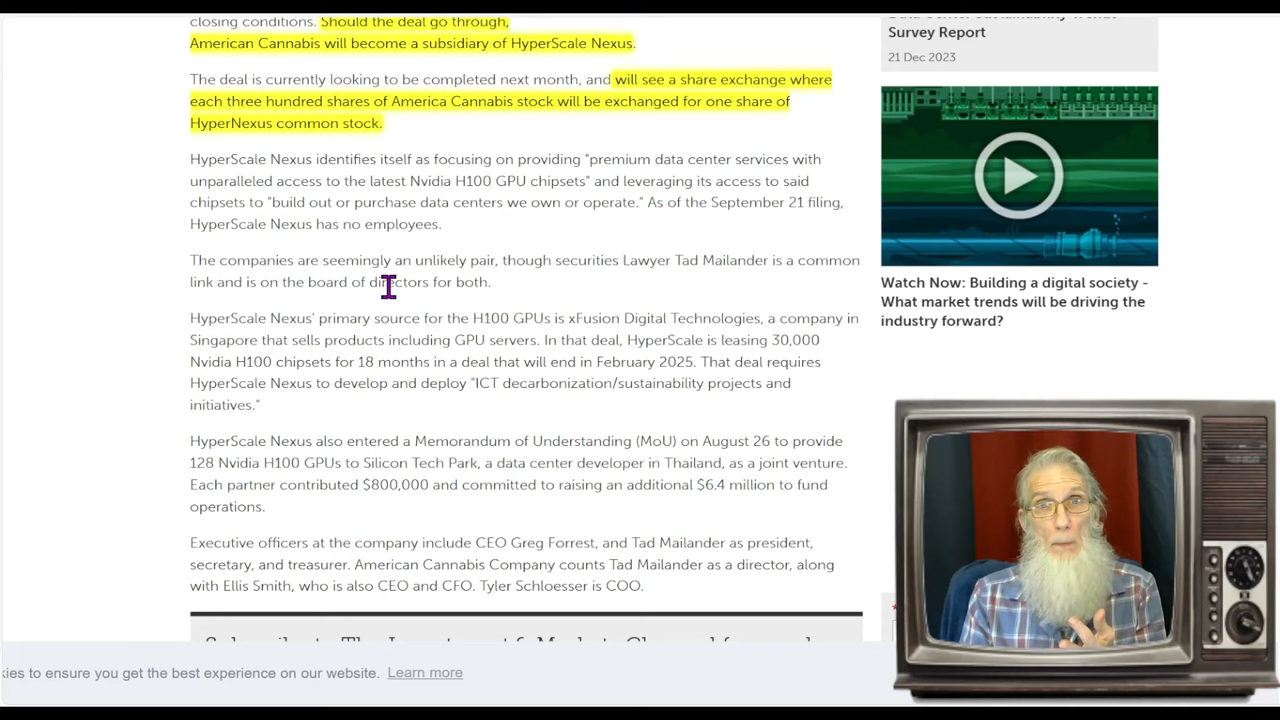 closing conditions. Should the deal go through,
American Cannabis will become a subsidiary of HyperScale Nexus.
The deal is currently looking to be completed next month, and will see a share exchange where
each three hundred shares of America Cannabis stock will be exchanged for one share of
HyperNexus common stock.
HyperScale Nexus identifies itself as focusing on providing "premium data center services with
unparalleled access to the latest Nvidia H100 GPU chipsets" and leveraging its access to said
chipsets to "build out or purchase data centers we own or operate." As of the September 21 filing,
HyperScale Nexus has no employees.
The companies are seemingly an unlikely pair, though securities Lawyer Tad Mailander is a common
link and is on the board of directors for both.
HyperScale Nexus' primary source for the H100 GPUs is xFusion Digital Technologies, a company in
Singapore that sells products including GPU servers. In that deal, HyperScale is leasing 30,000
Nvidia H100 chipsets for 18 months in a deal that will end in February 2025. That deal requires
HyperScale Nexus to develop and deploy "ICT decarbonization/sustainability projects and
initiatives."
HyperScale Nexus also entered a Memorandum of Understanding (MoU) on August 26 to provide
128 Nvidia H100 GPUs to Silicon Tech Park, a data center developer in Thailand, as a joint venture.
Each partner contributed $800,000 and committed to raising an additional $6.4 million to fund
operations.
Executive officers at the company include CEO Greg Forrest, and Tad Mailander as president,
secretary, and treasurer. American Cannabis Company counts Tad Mailander as a director, along
with Ellis Smith, who is also CEO and CFO. Tyler Schloesser is COO.
Survey Report
21 Dec 2023
Watch Now: Building a digital society -
What market trends will be driving the
industry forward?
kies to ensure you get the best experience on our website. Learn more